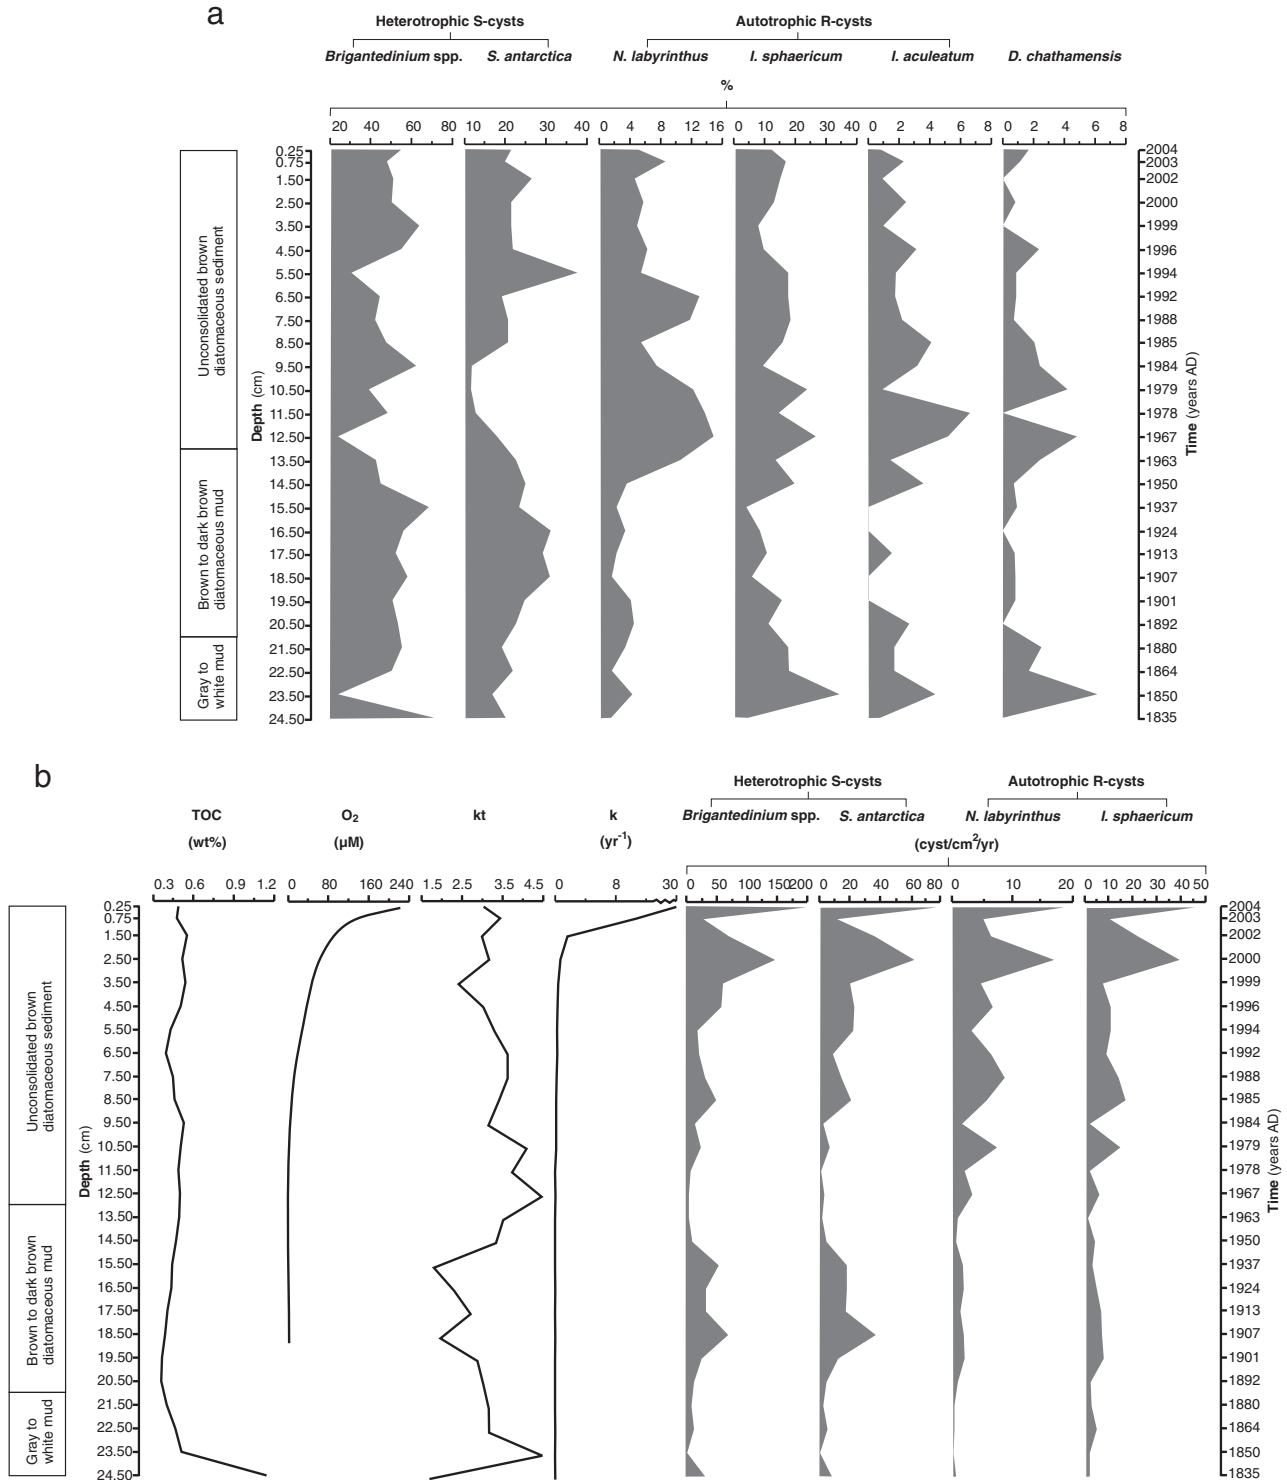 a
Heterotrophic S-cysts Autotrophic R-cysts
Brigantedinium spp. S. antarctica N. labyrinthus I. sphaericum I. aculeatum D. chathamensis
%
20 40 60 80 10 20 30 40 0 4 8 12 16 0 10 20 30 40 0 2 4 6 8 0 2 4 6 8
0.25 2004
0.75 2003
1.50 2002
2.50 2000
3.50 1999
4.50 1996
5.50 1994
6.50 1992
7.50 1988
8.50 1985
9.50 1984
10.50 1979
11.50 1978
12.50 1967
13.50 1963
14.50 1950
15.50 1937
16.50 1924
17.50 1913
18.50 1907
19.50 1901
20.50 1892
21.50 1880
22.50 1864
23.50 1850
24.50 1835
Unconsolidated brown
diatomaceous sediment
Brown to dark brown
diatomaceous mud
Gray to
white mud
Depth (cm)
Time (years AD)
b
Heterotrophic S-cysts Autotrophic R-cysts
TOC O2 kt k Brigantedinium spp. S. antarctica N. labyrinthus I. sphaericum
(wt%) (µM) (yr-1) (cyst/cm2/yr)
0.3 0.6 0.9 1.2 0 80 160 240 1.5 2.5 3.5 4.5 0 8 30 0 50 100 150 200 0 20 40 60 80 0 10 20 0 10 20 30 40 50
0.25 2004
0.75 2003
1.50 2002
2.50 2000
3.50 1999
4.50 1996
5.50 1994
6.50 1992
7.50 1988
8.50 1985
9.50 1984
10.50 1979
11.50 1978
12.50 1967
13.50 1963
14.50 1950
15.50 1937
16.50 1924
17.50 1913
18.50 1907
19.50 1901
20.50 1892
21.50 1880
22.50 1864
23.50 1850
24.50 1835
Unconsolidated brown
diatomaceous sediment
Brown to dark brown
diatomaceous mud
Gray to
white mud
Depth (cm)
Time (years AD)